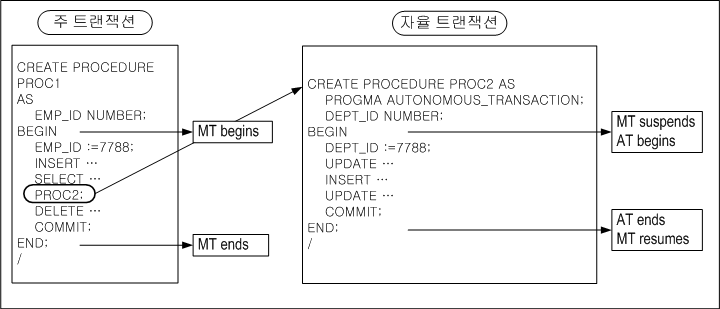 주 트랜잭션
CREATE PROCEDURE
PROC1
AS
EMP_ID NUMBER;
BEGIN
EMP_ID :=7788;
INSERT …
SELECT …
PROC2;
DELETE …
COMMIT;
END;
/
MT begins
MT ends
자율 트랜잭션
CREATE PROCEDURE PROC2 AS
PROGMA AUTONOMOUS_TRANSACTION;
DEPT_ID NUMBER;
BEGIN
DEPT_ID :=7788;
UPDATE …
INSERT …
UPDATE …
COMMIT;
END;
/
MT suspends
AT begins
AT ends
MT resumes